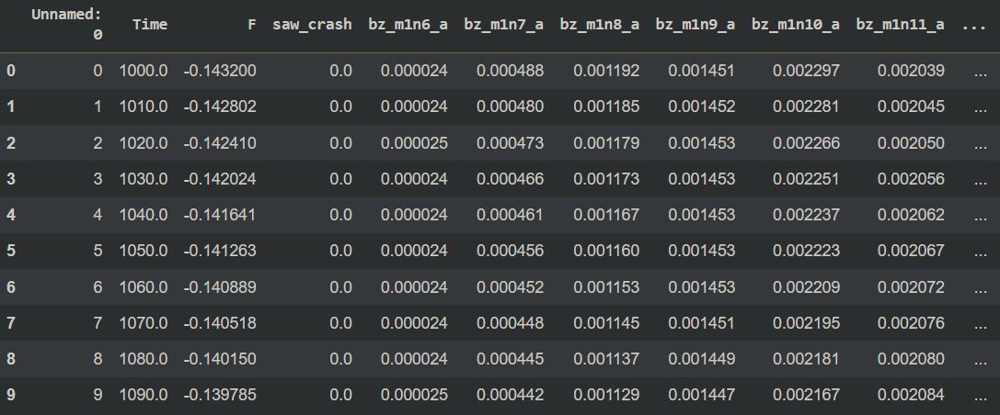 Unnamed: 0 Time F saw_crash bz_m1n6_a bz_m1n7_a bz_m1n8_a bz_m1n9_a bz_m1n10_a bz_m1n11_a ...
0 0 1000.0 -0.143200 0.0 0.000024 0.000488 0.001192 0.001451 0.002297 0.002039 ...
1 1 1010.0 -0.142802 0.0 0.000024 0.000480 0.001185 0.001452 0.002281 0.002045 ...
2 2 1020.0 -0.142410 0.0 0.000025 0.000473 0.001179 0.001453 0.002266 0.002050 ...
3 3 1030.0 -0.142024 0.0 0.000024 0.000466 0.001173 0.001453 0.002251 0.002056 ...
4 4 1040.0 -0.141641 0.0 0.000024 0.000461 0.001167 0.001453 0.002237 0.002062 ...
5 5 1050.0 -0.141263 0.0 0.000024 0.000456 0.001160 0.001453 0.002223 0.002067 ...
6 6 1060.0 -0.140889 0.0 0.000024 0.000452 0.001153 0.001453 0.002209 0.002072 ...
7 7 1070.0 -0.140518 0.0 0.000024 0.000448 0.001145 0.001451 0.002195 0.002076 ...
8 8 1080.0 -0.140150 0.0 0.000024 0.000445 0.001137 0.001449 0.002181 0.002080 ...
9 9 1090.0 -0.139785 0.0 0.000025 0.000442 0.001129 0.001447 0.002167 0.002084 ...